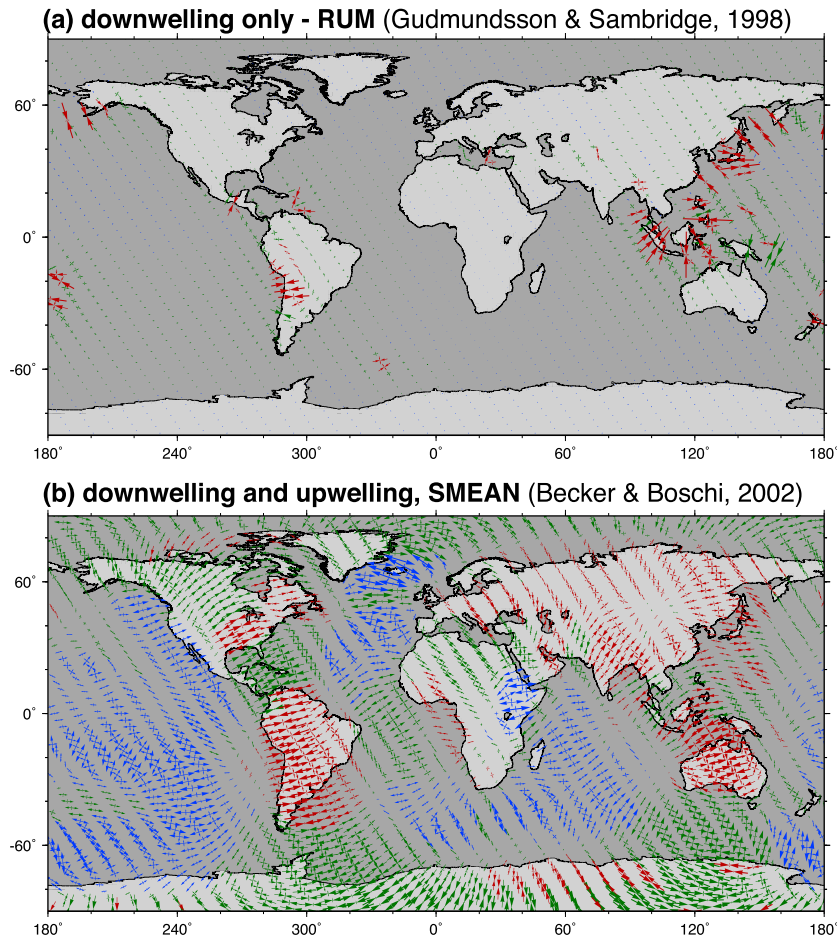 (a) downwelling only - RUM (Gudmundsson & Sambridge, 1998)
60˚
0˚
-60˚
180˚ 240˚ 300˚ 0˚ 60˚ 120˚ 180˚
(b) downwelling and upwelling, SMEAN (Becker & Boschi, 2002)
60˚
0˚
-60˚
180˚ 240˚ 300˚ 0˚ 60˚ 120˚ 180˚